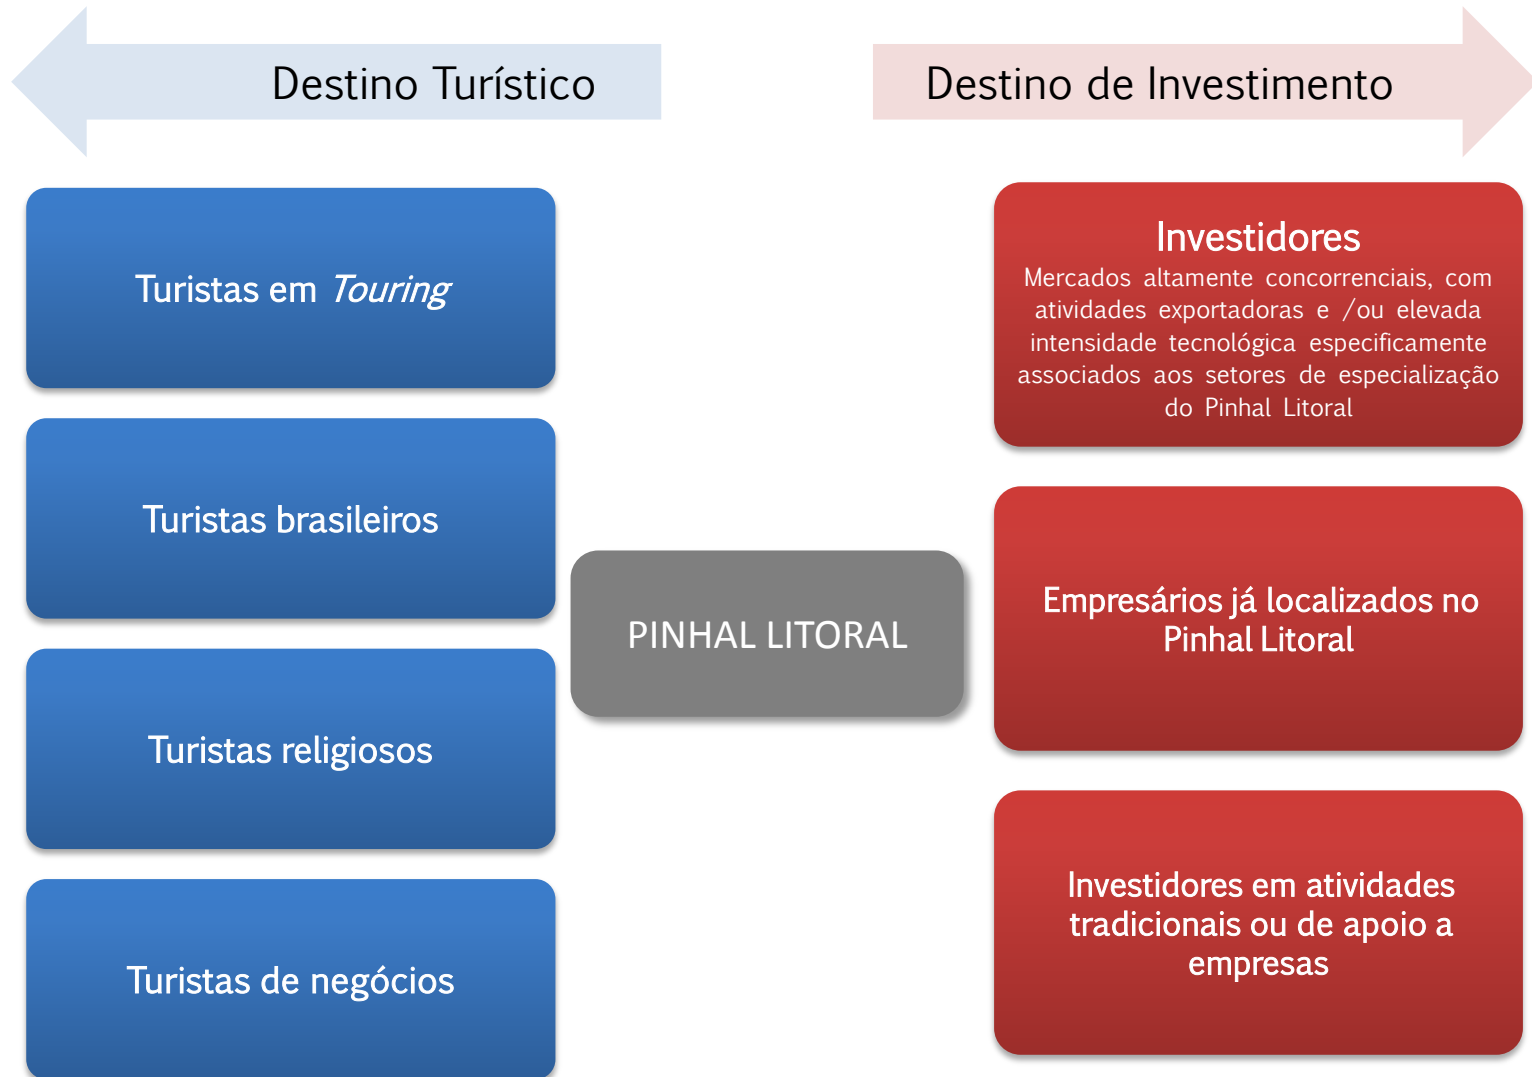 Destino Turístico
Destino de Investimento
Turistas em Touring
Turistas brasileiros
Turistas religiosos
Turistas de negócios
PINHAL LITORAL
Investidores
Mercados altamente concorrenciais, com
atividades exportadoras e /ou elevada
intensidade tecnológica especificamente
associados aos setores de especialização
do Pinhal Litoral
Empresários já localizados no
Pinhal Litoral
Investidores em atividades
tradicionais ou de apoio a
empresas